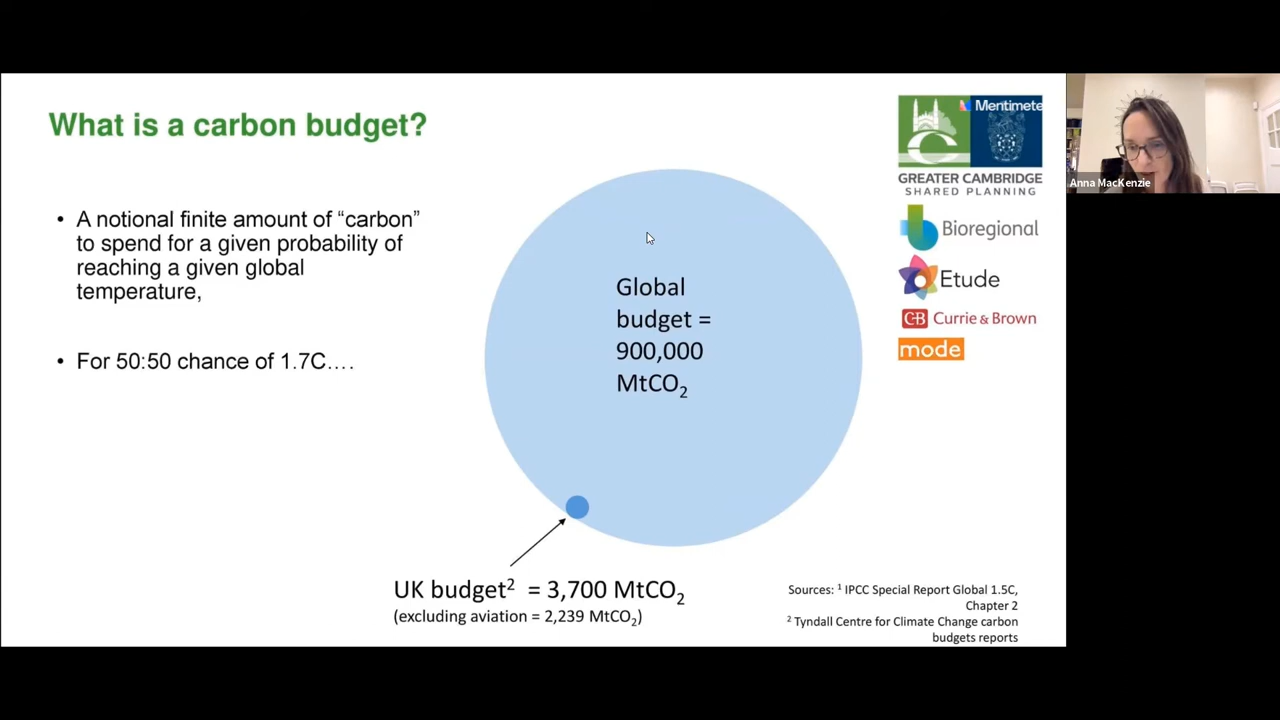 What is a carbon budget?
• A notional finite amount of “carbon”
to spend for a given probability of
reaching a given global
temperature,
• For 50:50 chance of 1.7C….
Global
budget =
900,000
MtCO₂
UK budget² = 3,700 MtCO₂
(excluding aviation = 2,239 MtCO₂)
Mentimete
GREATER CAMBRIDGE
SHARED PLANNING
Bioregional
Etude
C-B Currie & Brown
mode
Sources: ¹ IPCC Special Report Global 1.5C,
Chapter 2
² Tyndall Centre for Climate Change carbon
budgets reports
Anna MacKenzie